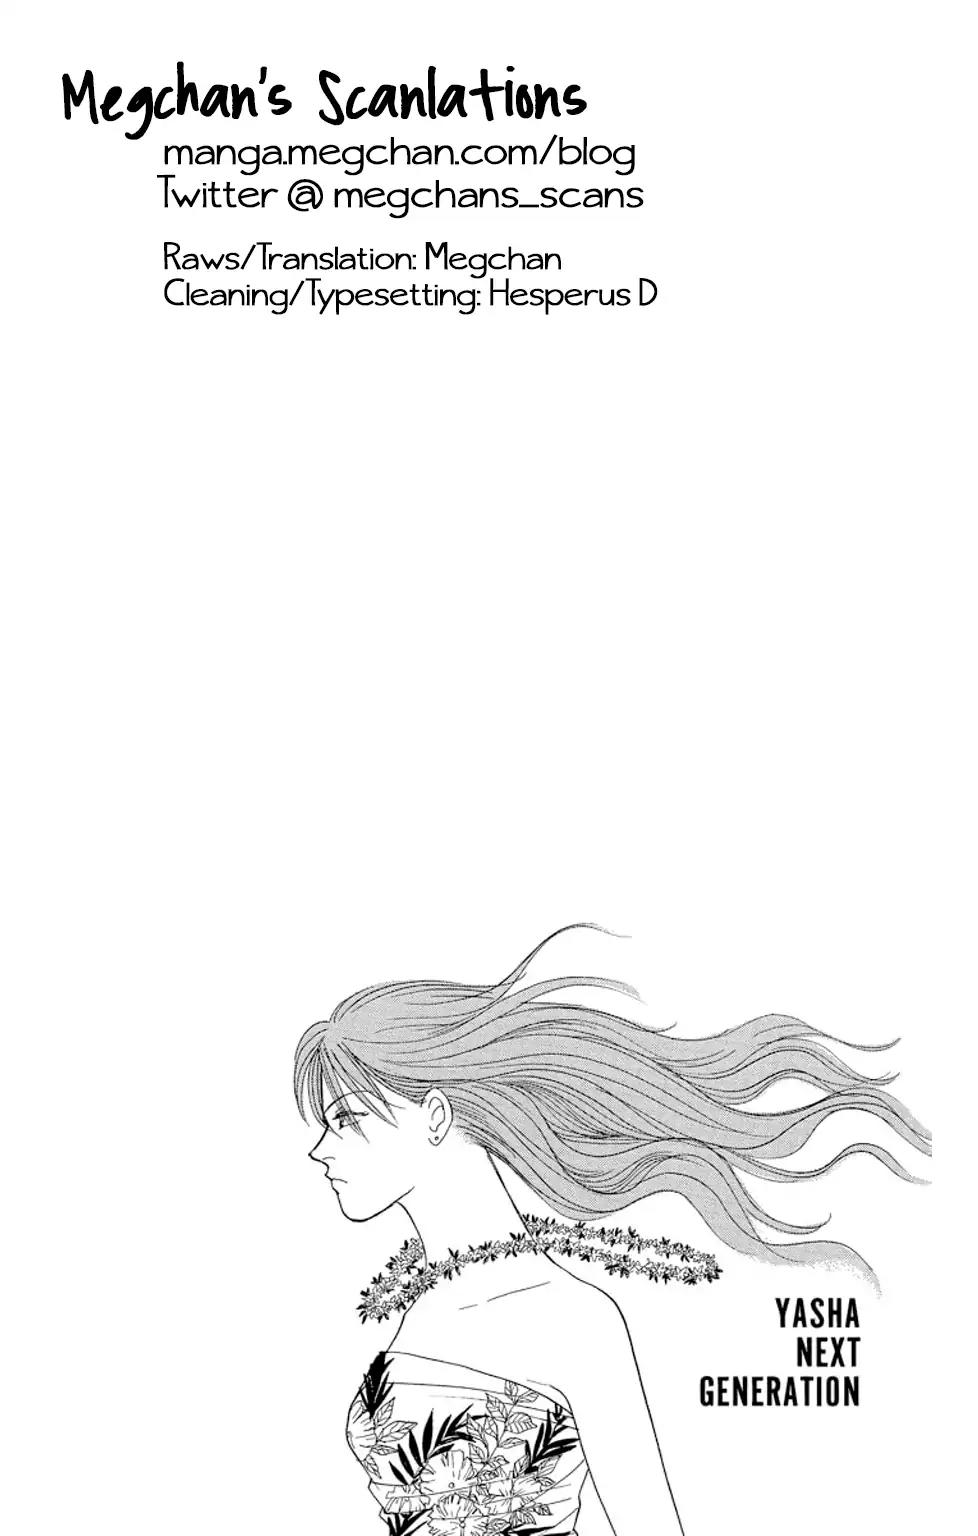 Megchan's Scanlations
manga.megchan.com/blog
Twitter @ megchans_scans
Raws/Translation: Megchan
Cleaning/Typesetting: Hesperus D
YASHA
NEXT
GENERATION